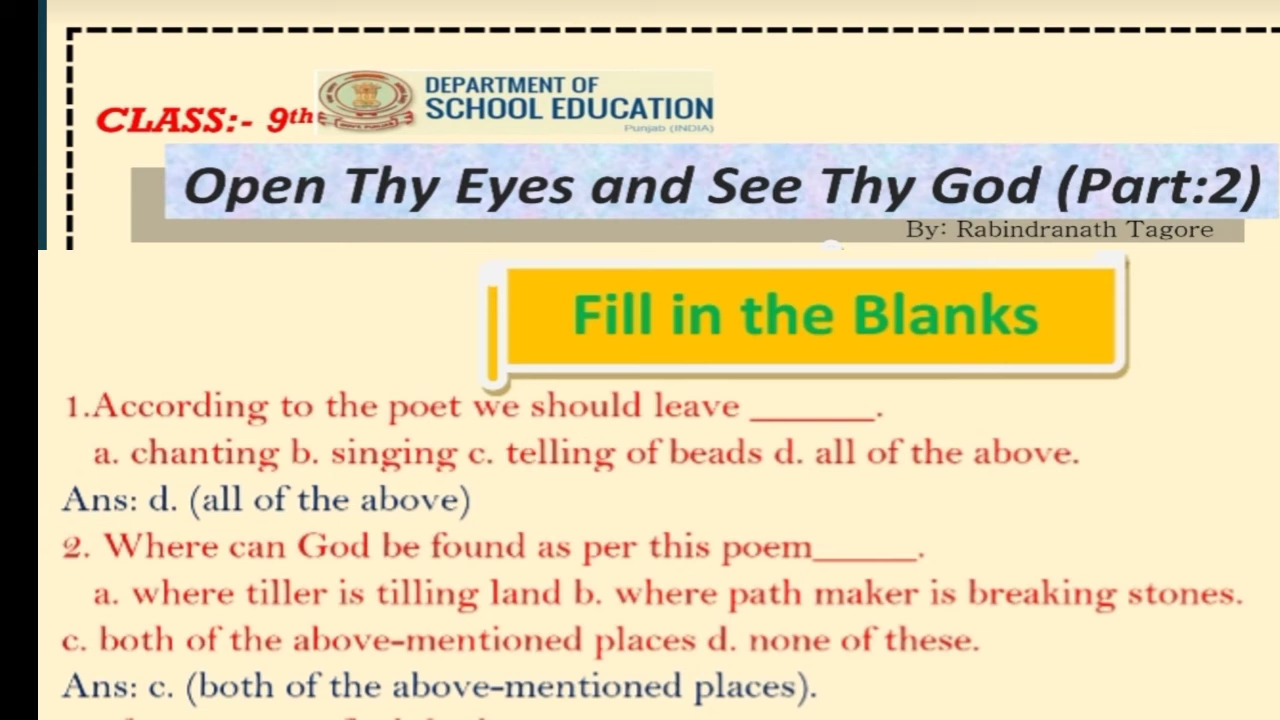 CLASS:- 9th
DEPARTMENT OF
SCHOOL EDUCATION
Punjab (INDIA)
Open Thy Eyes and See Thy God (Part:2)
By: Rabindranath Tagore
Fill in the Blanks
1.According to the poet we should leave _______.
a. chanting b. singing c. telling of beads d. all of the above.
Ans: d. (all of the above)
2. Where can God be found as per this poem______.
a. where tiller is tilling land b. where path maker is breaking stones.
c. both of the above-mentioned places d. none of these.
Ans: c. (both of the above-mentioned places).